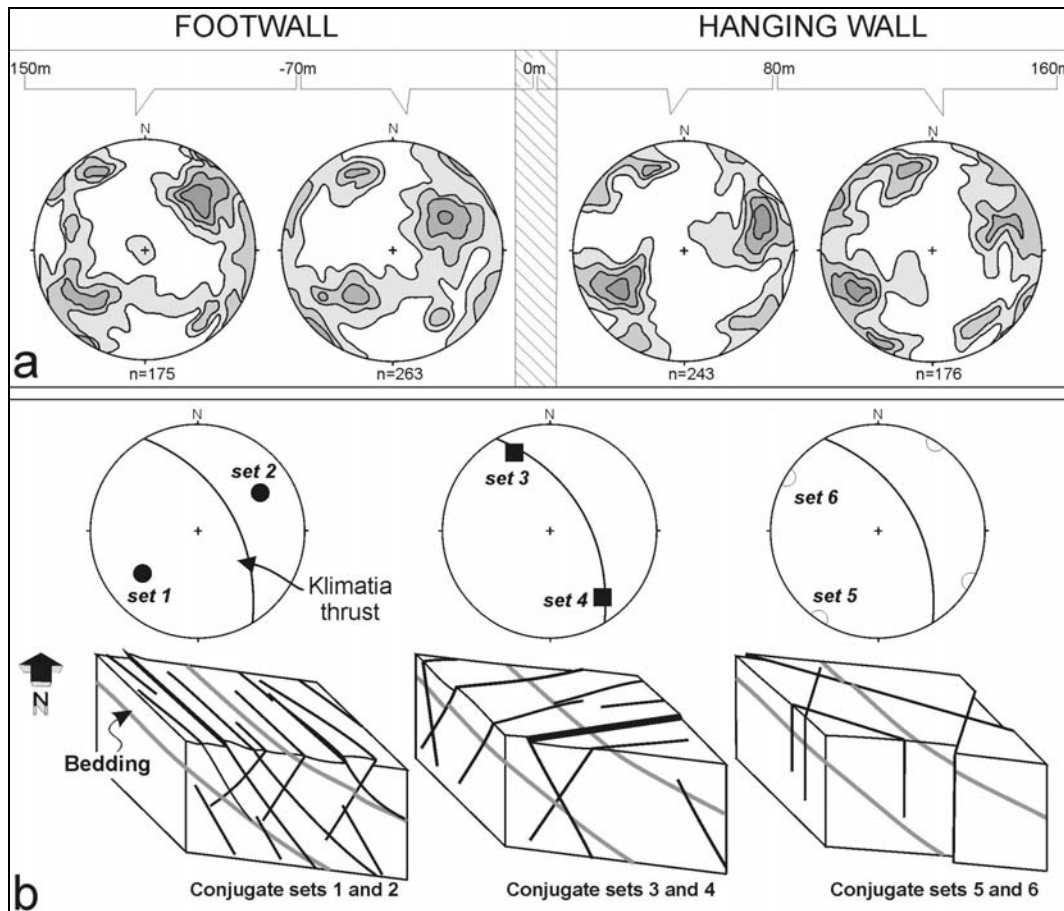 FOOTWALL HANGING WALL
150m -70m 0m 80m 160m
N N N N
n=175 n=263 n=243 n=176
a
N N N
set 2 set 3 set 6
set 1 set 4 set 5
Klimatia
thrust
N
Bedding
Conjugate sets 1 and 2 Conjugate sets 3 and 4 Conjugate sets 5 and 6
b